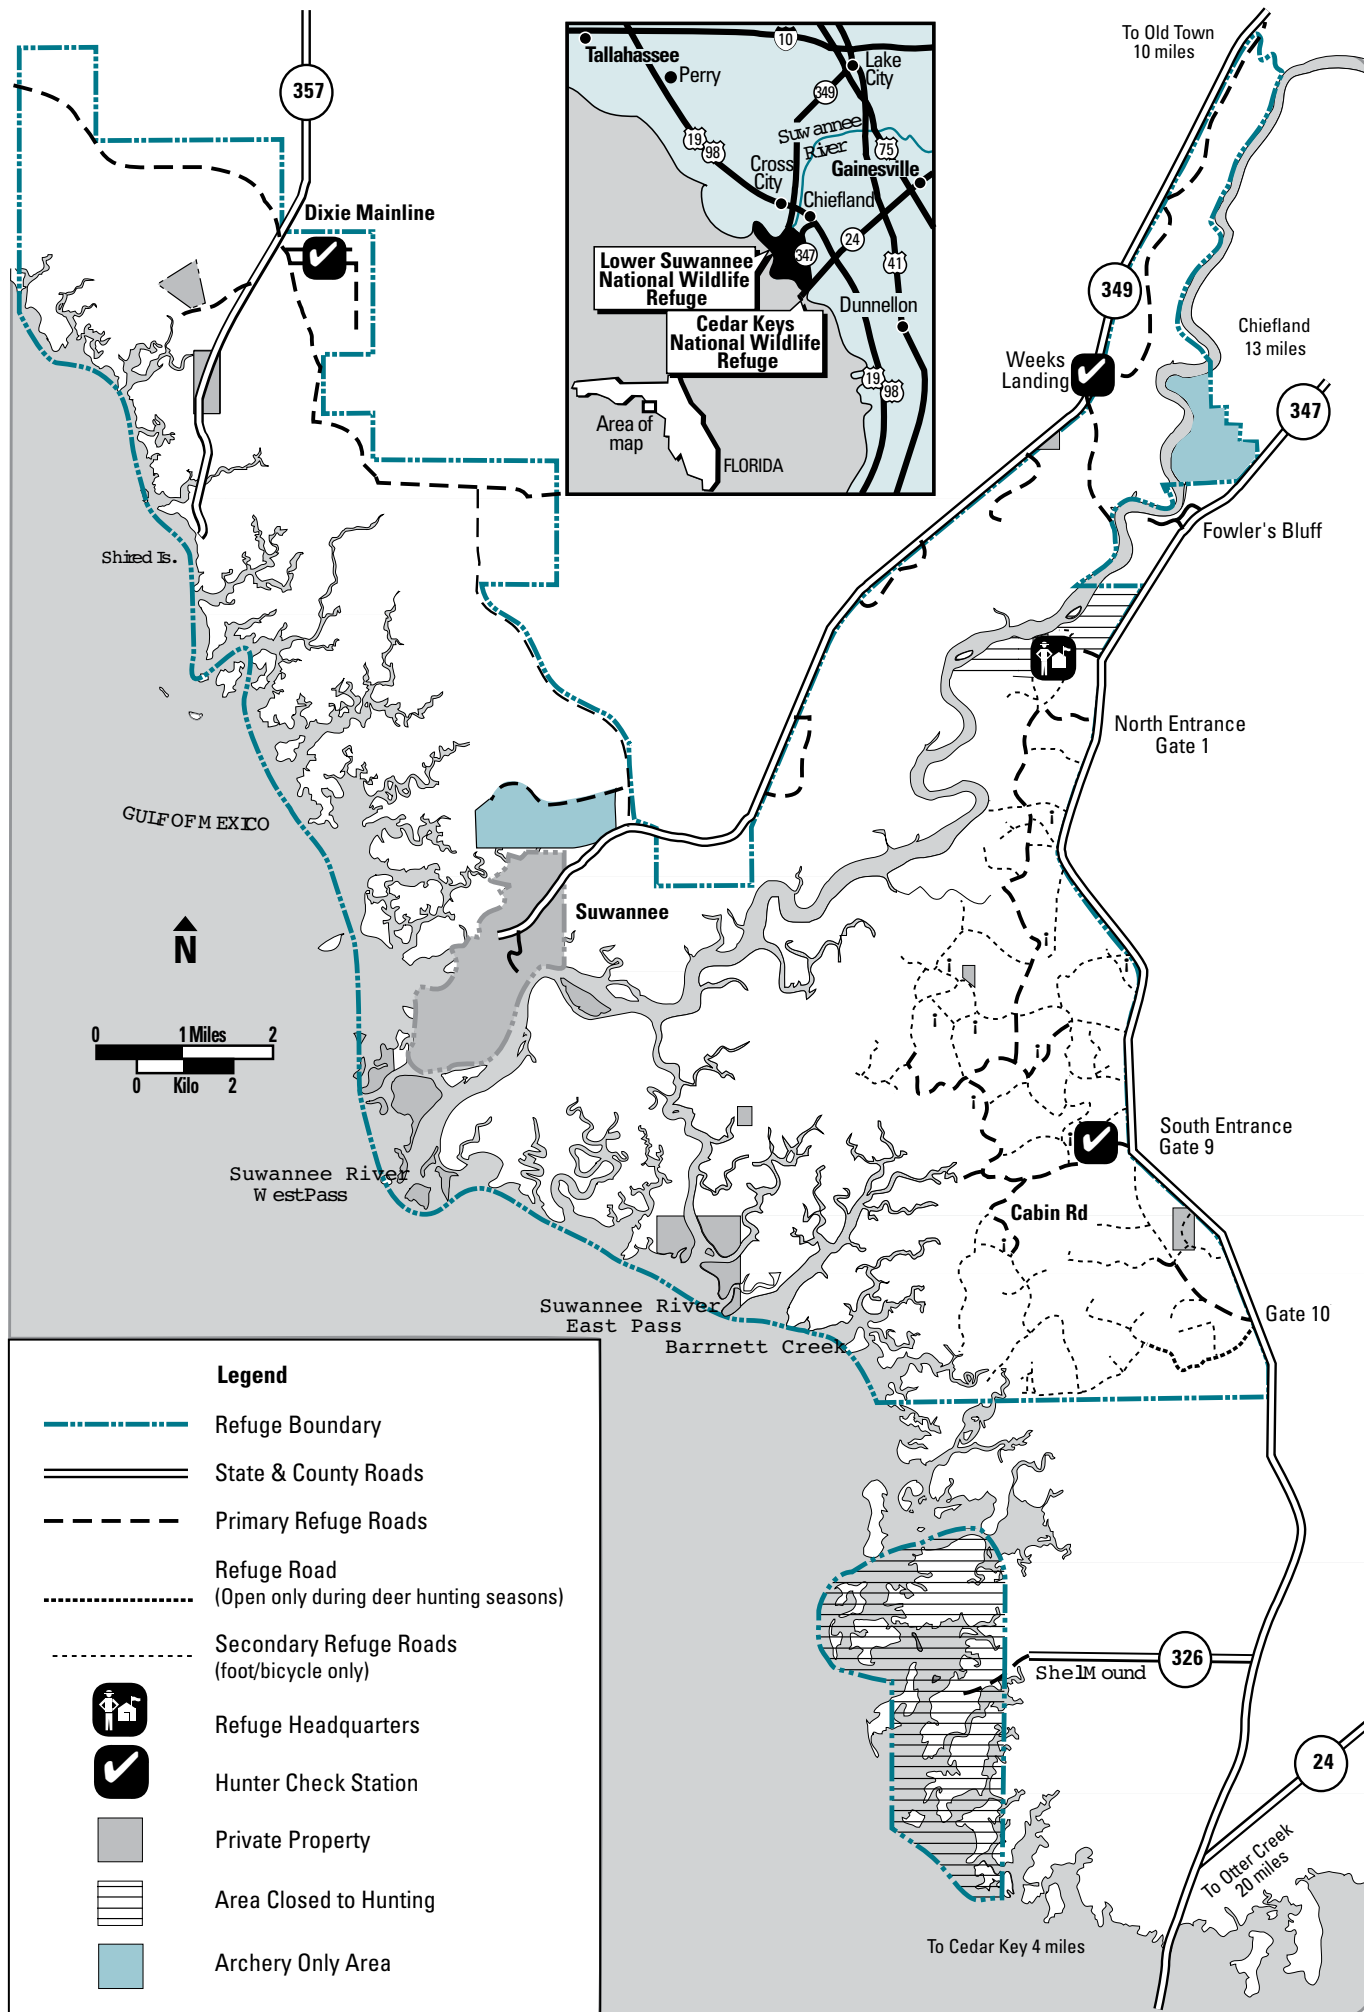 To Old Town
10 miles
357
10
Tallahassee
Perry
Lake
City
349
Suwannee
River
19
98
75
Cross
City
Gainesville
Chiefland
24
347
41
Lower Suwannee
National Wildlife
Refuge
Dunnellon
Cedar Keys
National Wildlife
Refuge
19
98
Area of
map
FLORIDA
Dixie Mainline
349
Chiefland
13 miles
Weeks
Landing
347
Fowler's Bluff
Shired Is.
North Entrance
Gate 1
GULF OF MEXICO
N
Suwannee
0 1 Miles 2
0 Kilo 2
South Entrance
Gate 9
Suwannee River
West Pass
Cabin Rd
Suwannee River
East Pass
Gate 10
Barrnett Creek
Legend
Refuge Boundary
State & County Roads
Primary Refuge Roads
Refuge Road
(Open only during deer hunting seasons)
Secondary Refuge Roads
(foot/bicycle only)
Refuge Headquarters
Hunter Check Station
Private Property
Area Closed to Hunting
Archery Only Area
326
ShelMound
24
To Otter Creek
20 miles
To Cedar Key 4 miles